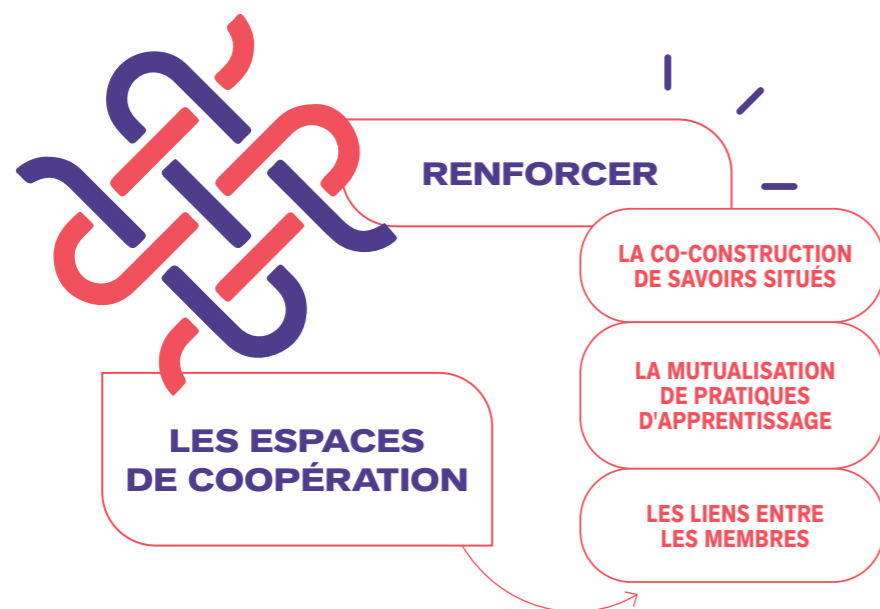 RENFORCER
LA CO-CONSTRUCTION
DE SAVOIRS SITUÉS
LA MUTUALISATION
DE PRATIQUES
D'APPRENTISSAGE
LES LIENS ENTRE
LES MEMBRES
LES ESPACES
DE COOPÉRATION